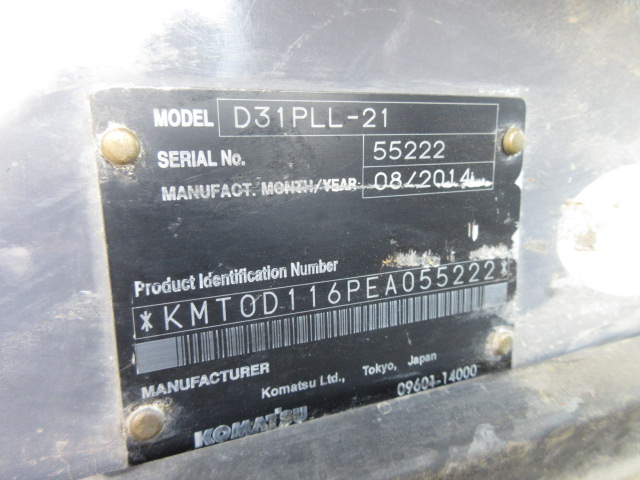 MODEL D31PLL-21
SERIAL No. 55222
MANUFACT. MONTH/YEAR 08/2014
Product Identification Number
*KMT0D116PEA055222*
MANUFACTURER
Komatsu Ltd., Tokyo, Japan
09601-14000
KOMATSU